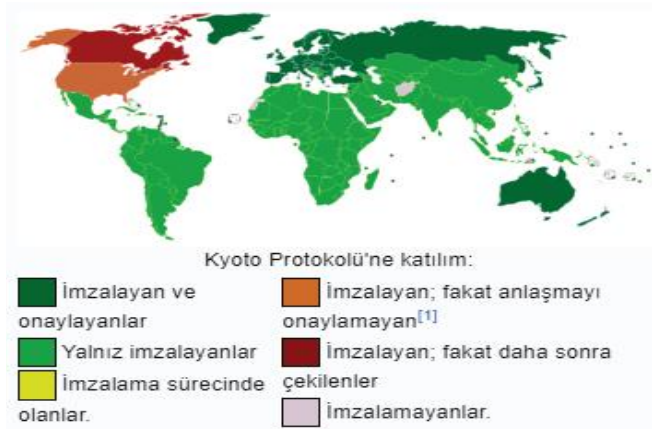 Kyoto Protokolü'ne katılım:
İmzalayan ve
onaylayanlar
Yalnız imzalayanlar
İmzalama sürecinde
olanlar.
İmzalayan; fakat anlaşmayı
onaylamayan[1]
İmzalayan; fakat daha sonra
çekilenler
İmzalamayanlar.